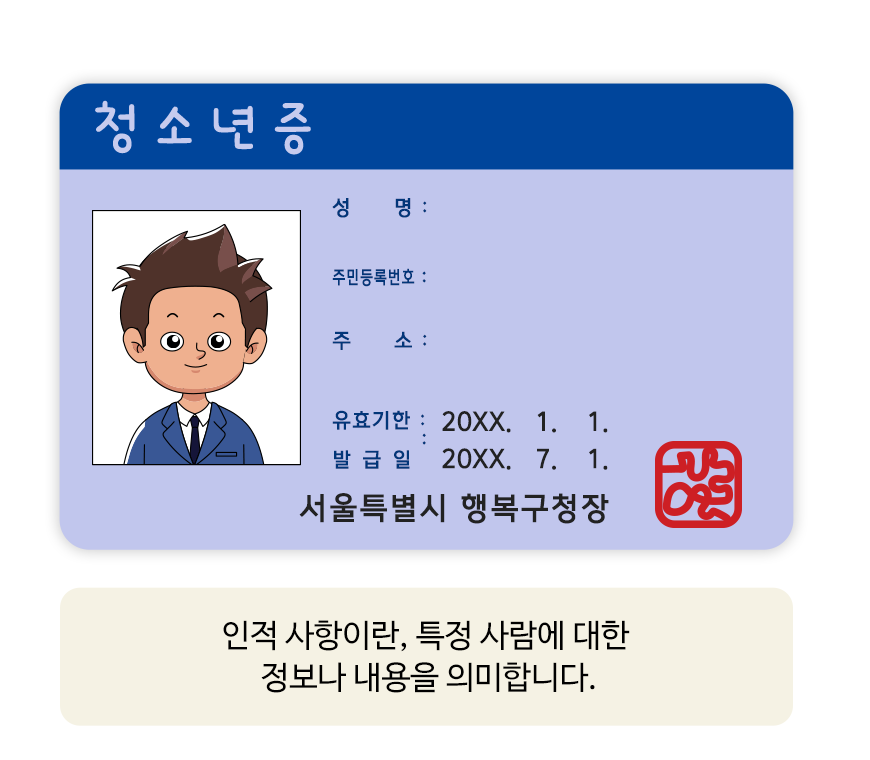 청소년증
성 명 :
주민등록번호 :
주 소 :
유효기한 : 20XX. 1. 1.
:
발 급 일 20XX. 7. 1.
서울특별시 행복구청장
인적 사항이란, 특정 사람에 대한
정보나 내용을 의미합니다.